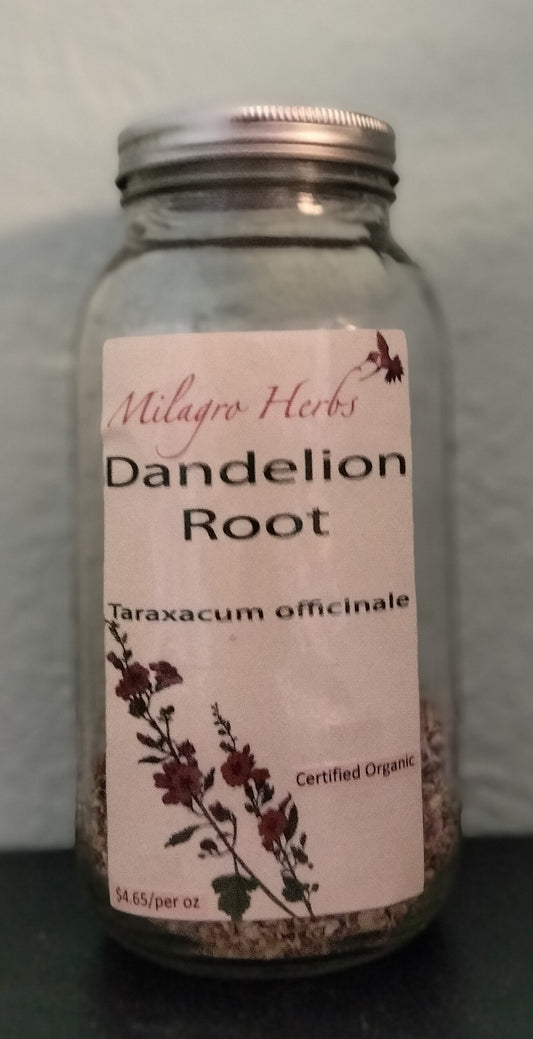 Milagro Herbs
Dandelion
Root
Taraxacum officinale
Certified Organic
$4.65/per oz